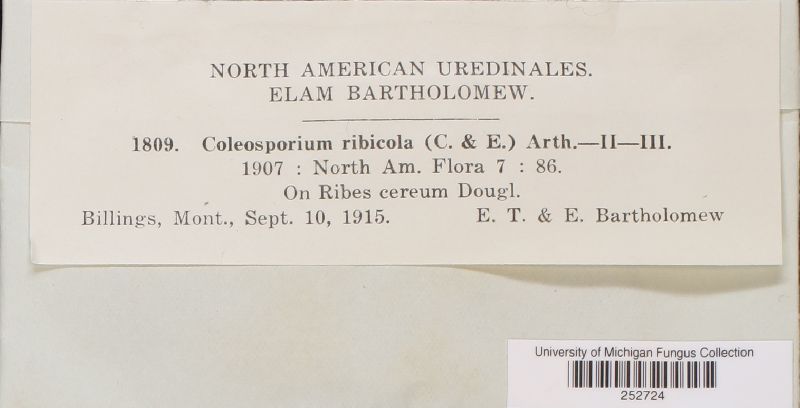 NORTH AMERICAN UREDINALES.
ELAM BARTHOLOMEW.
1809. Coleosporium ribicola (C. & E.) Arth.—II—III.
1907 : North Am. Flora 7 : 86.
On Ribes cereum Dougl.
Billings, Mont., Sept. 10, 1915. E. T. & E. Bartholomew
University of Michigan Fungus Collection
252724